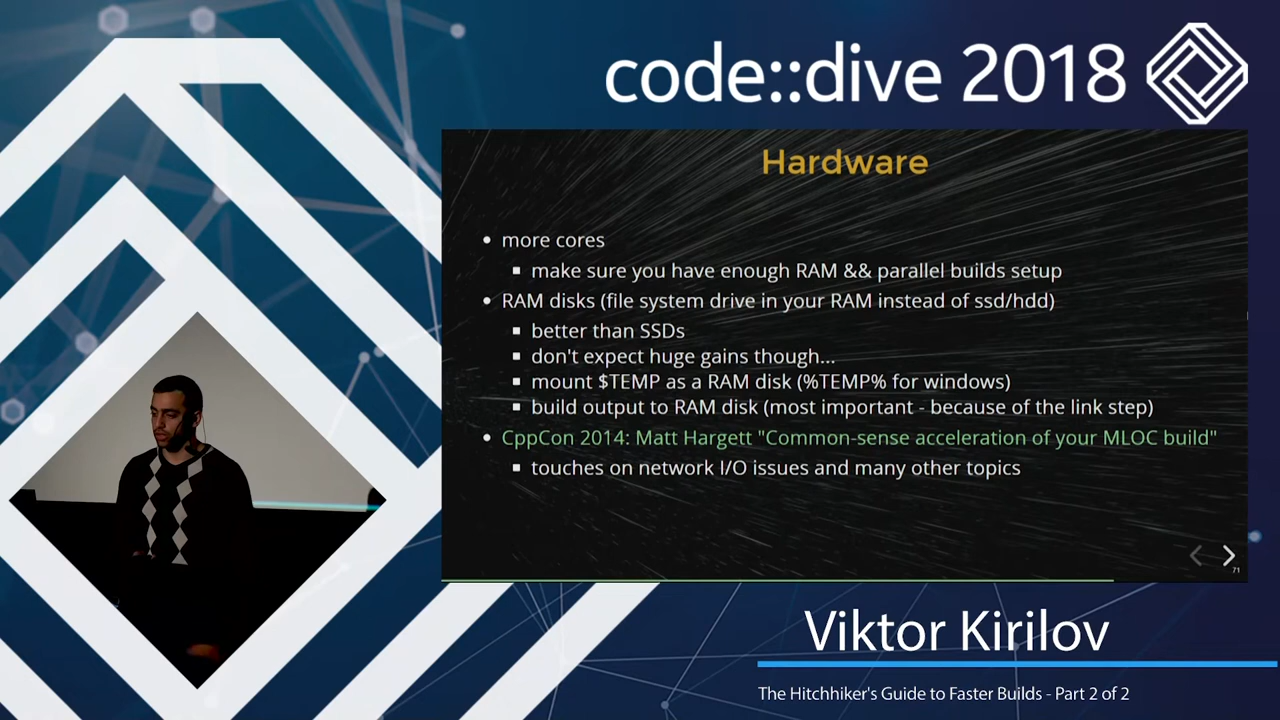 code::dive 2018
Hardware
• more cores
▪ make sure you have enough RAM && parallel builds setup
• RAM disks (file system drive in your RAM instead of ssd/hdd)
▪ better than SSDs
▪ don't expect huge gains though...
▪ mount $TEMP as a RAM disk (%TEMP% for windows)
▪ build output to RAM disk (most important - because of the link step)
• CppCon 2014: Matt Hargett "Common-sense acceleration of your MLOC build"
▪ touches on network I/O issues and many other topics
71
Viktor Kirilov
The Hitchhiker's Guide to Faster Builds - Part 2 of 2